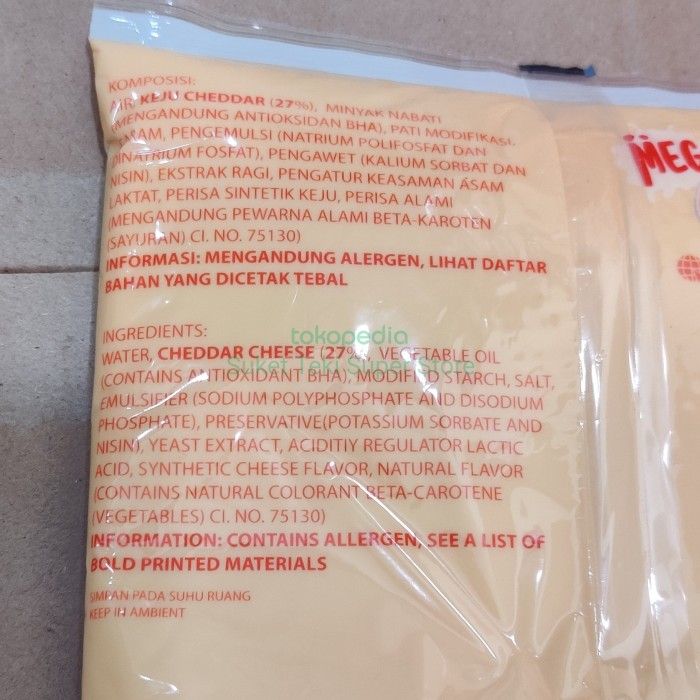 KOMPOSISI:
AIR, KEJU CHEDDAR (27%), MINYAK NABATI
(MENGANDUNG ANTIOKSIDAN BHA), PATI MODIFIKASI,
GARAM, PENGEMULSI (NATRIUM POLIFOSFAT DAN
DINATRIUM FOSFAT), PENGAWET (KALIUM SORBAT DAN
NISIN), EKSTRAK RAGI, PENGATUR KEASAMAN ASAM
LAKTAT, PERISA SINTETIK KEJU, PERISA ALAMI
(MENGANDUNG PEWARNA ALAMI BETA-KAROTEN
(SAYURAN) CI. NO. 75130)
INFORMASI: MENGANDUNG ALERGEN, LIHAT DAFTAR
BAHAN YANG DICETAK TEBAL
INGREDIENTS:
tokopedia
WATER, CHEDDAR CHEESE (27%), VEGETABLE OIL
Suket Teki Super Store
(CONTAINS ANTIOXIDANT BHA), MODIFIED STARCH, SALT,
EMULSIFIER (SODIUM POLYPHOSPHATE AND DISODIUM
PHOSPHATE), PRESERVATIVE(POTASSIUM SORBATE AND
NISIN), YEAST EXTRACT, ACIDITIY REGULATOR LACTIC
ACID, SYNTHETIC CHEESE FLAVOR, NATURAL FLAVOR
(CONTAINS NATURAL COLORANT BETA-CAROTENE
(VEGETABLES) CI. NO. 75130)
INFORMATION: CONTAINS ALLERGEN, SEE A LIST OF
BOLD PRINTED MATERIALS
SIMPAN PADA SUHU RUANG
KEEP IN AMBIENT
MEG